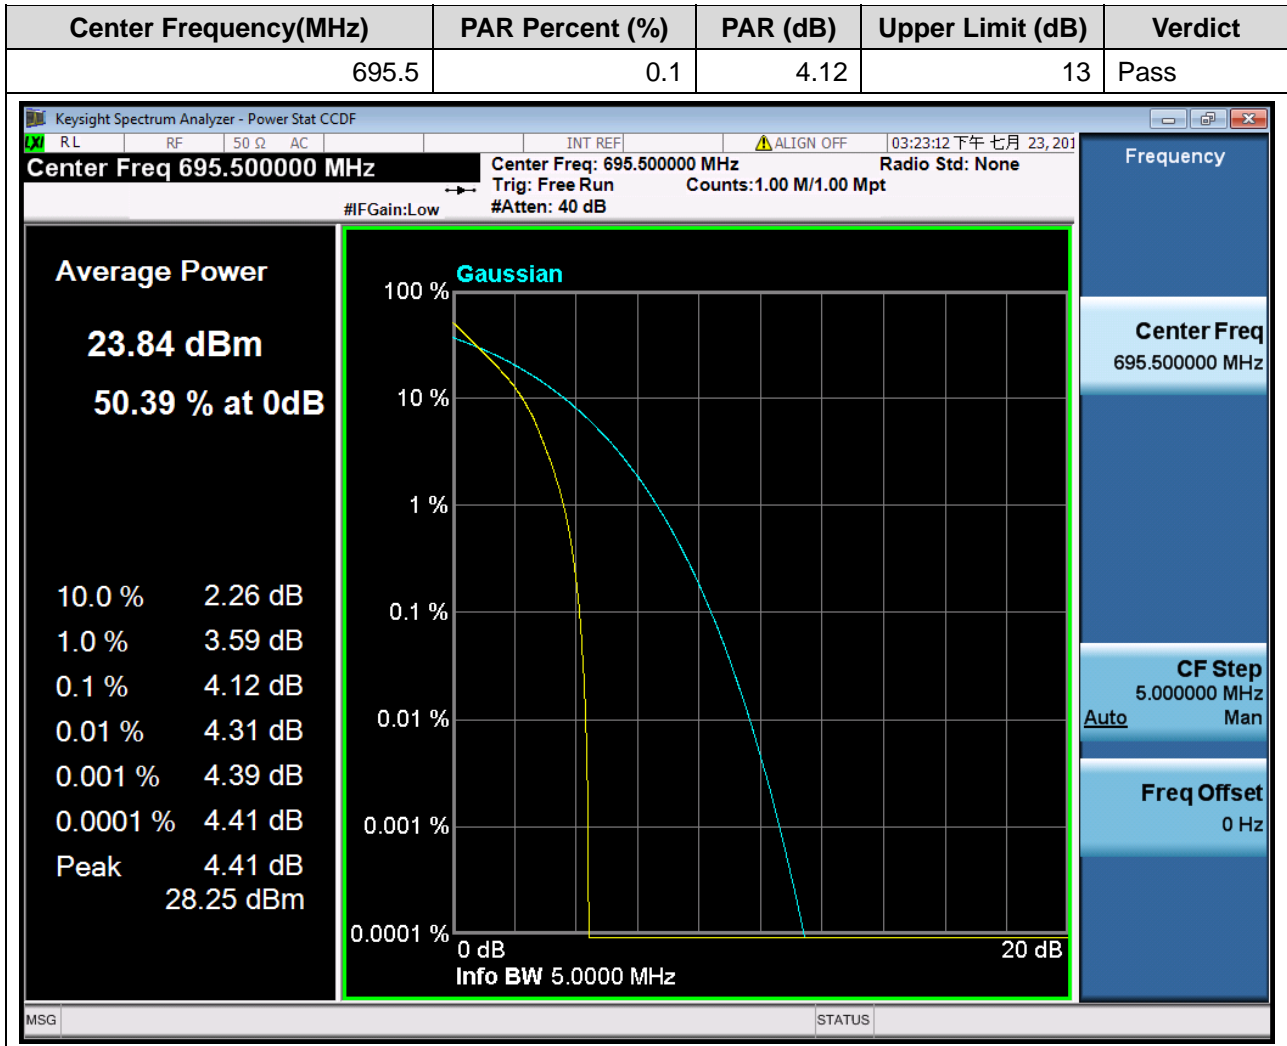 Center Frequency(MHz) PAR Percent (%) PAR (dB) Upper Limit (dB) Verdict
695.5 0.1 4.12 13 Pass
Keysight Spectrum Analyzer - Power Stat CCDF
LXI RL RF 50 Ω AC INT REF ALIGN OFF 03:23:12 下午 七月 23, 201
Center Freq 695.500000 MHz
Center Freq: 695.500000 MHz Radio Std: None
Trig: Free Run Counts:1.00 M/1.00 Mpt
#IFGain:Low #Atten: 40 dB
Frequency
Average Power
23.84 dBm
50.39 % at 0dB
10.0 % 2.26 dB
1.0 % 3.59 dB
0.1 % 4.12 dB
0.01 % 4.31 dB
0.001 % 4.39 dB
0.0001 % 4.41 dB
Peak 4.41 dB
28.25 dBm
Gaussian
100 %
10 %
1 %
0.1 %
0.01 %
0.001 %
0.0001 %
0 dB 20 dB
Info BW 5.0000 MHz
Center Freq
695.500000 MHz
CF Step
5.000000 MHz
Auto Man
Freq Offset
0 Hz
MSG STATUS